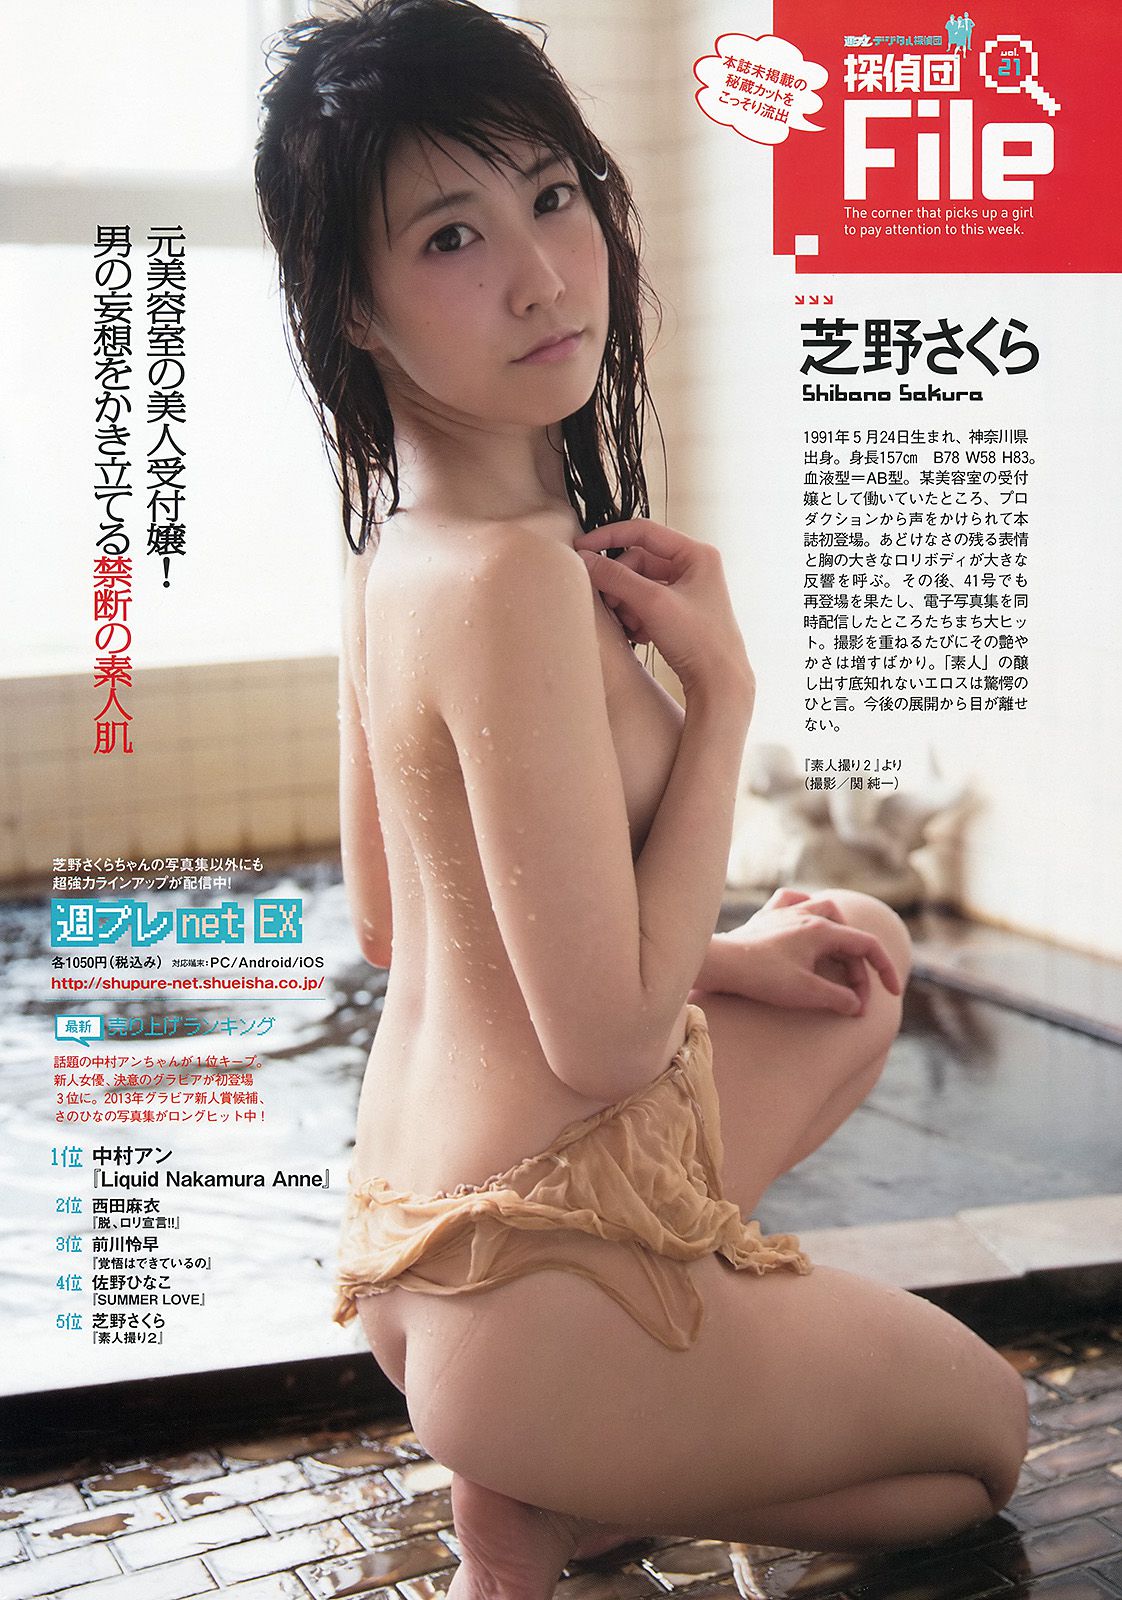 本誌未掲載の
秘蔵カットを
こっそり流出
週プレ デジタル探偵団
探偵団
vol.
21
File
The corner that picks up a girl
to pay attention to this week.
芝野さくら
Shibano Sakura
1991年5月24日生まれ、神奈川県
出身。身長157㎝ B78 W58 H83。
血液型＝AB型。某美容室の受付
嬢として働いていたところ、プロ
ダクションから声をかけられて本
誌初登場。あどけなさの残る表情
と胸の大きなロリボディが大きな
反響を呼ぶ。その後、41号でも
再登場を果たし、電子写真集を同
時配信したところたちまち大ヒッ
ト。撮影を重ねるたびにその艶や
かさは増すばかり。「素人」の醸
し出す底知れないエロスは驚愕の
ひと言。今後の展開から目が離せ
ない。
『素人撮り2』より
（撮影／関 純一）
元美容室の美人受付嬢！
男の妄想をかき立てる禁断の素人肌
芝野さくらちゃんの写真集以外にも
超強力ラインアップが配信中！
週プレ net EX
各1050円（税込み） 対応端末：PC/Android/iOS
http://shupure-net.shueisha.co.jp/
最新 売り上げランキング
話題の中村アンちゃんが1位キープ。
新人女優、決意のグラビアが初登場
3位に。2013年グラビア新人賞候補、
さのひなの写真集がロングヒット中！
1位 中村アン
『Liquid Nakamura Anne』
2位 西田麻衣
『脱、ロリ宣言!!』
3位 前川怜早
『覚悟はできているの』
4位 佐野ひなこ
『SUMMER LOVE』
5位 芝野さくら
『素人撮り2』